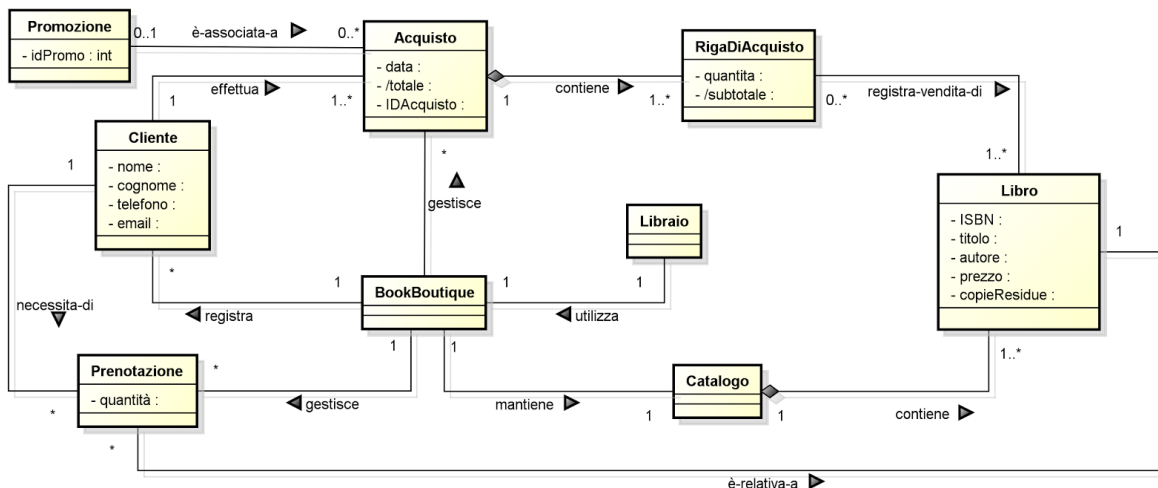 Promozione
- idPromo : int
0..1
è-associata-a
0..*
Acquisto
- data :
- /totale :
- IDAcquisto :
RigaDiAcquisto
- quantita :
- /subtotale :
1
effettua
1..*
1
contiene
1..*
0..*
registra-vendita-di
1..*
Cliente
- nome :
- cognome :
- telefono :
- email :
1
*
gestisce
Libraio
Libro
- ISBN :
- titolo :
- autore :
- prezzo :
- copieResidue :
1
*
registra
1
BookBoutique
1
utilizza
1
necessita-di
1
1
1..*
Prenotazione
- quantità :
*
gestisce
mantiene
1
Catalogo
1
contiene
*
*
è-relativa-a